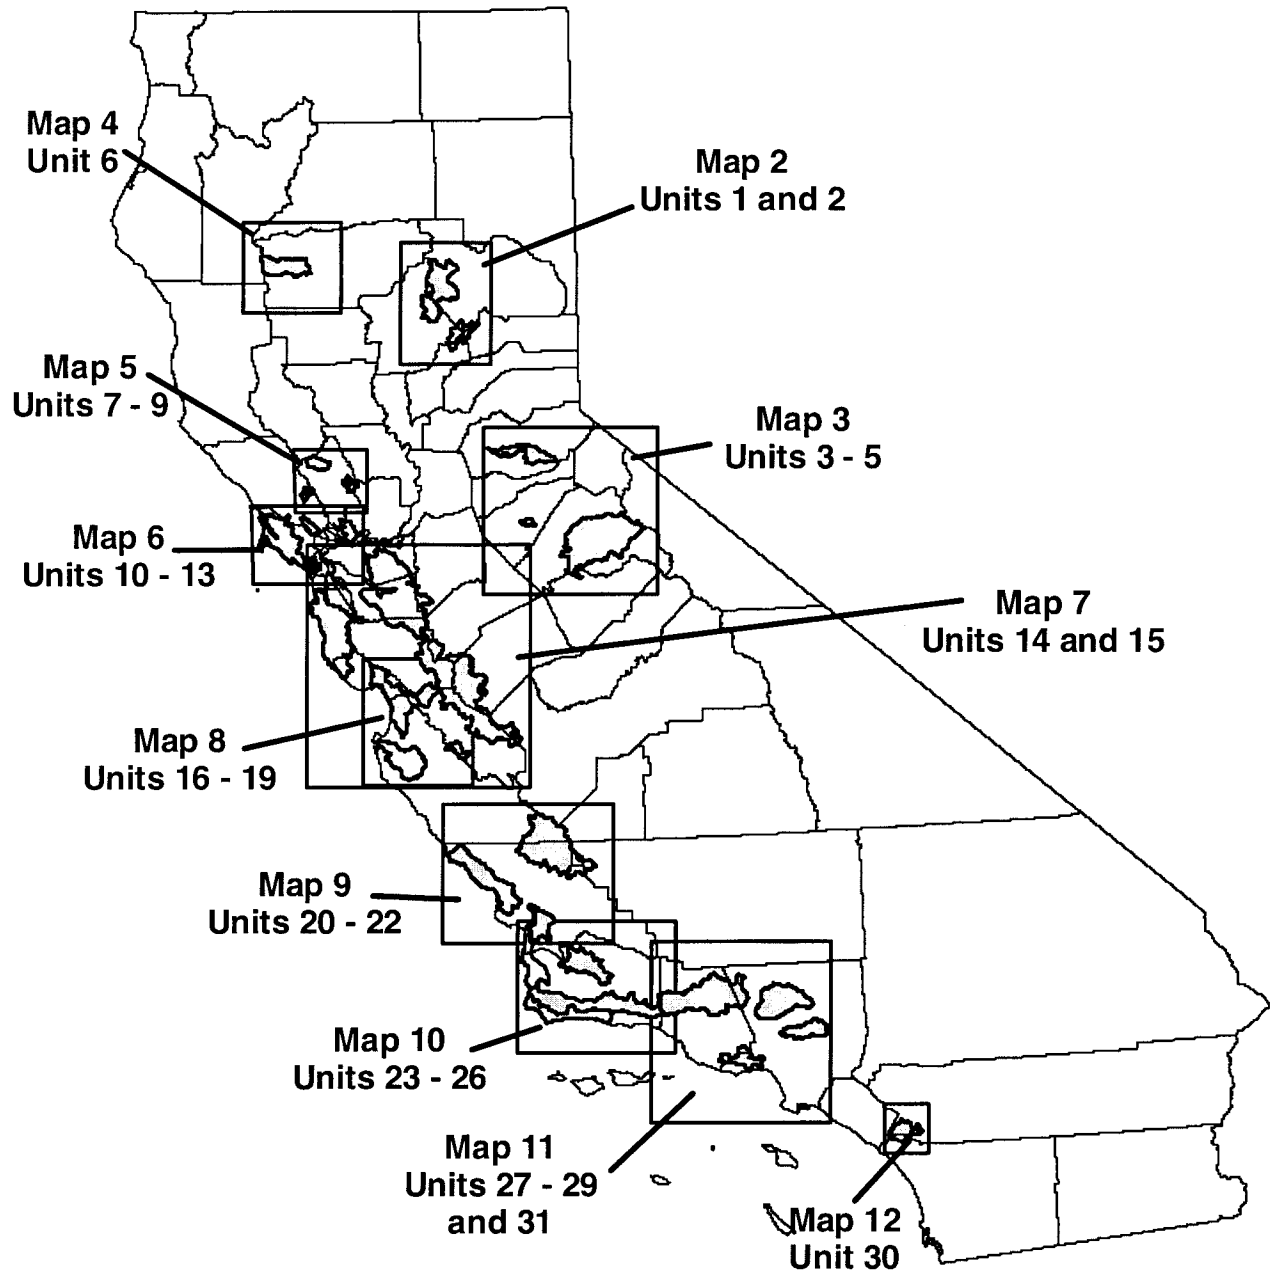 Map 4
Unit 6
Map 2
Units 1 and 2
Map 5
Units 7 - 9
Map 3
Units 3 - 5
Map 6
Units 10 - 13
Map 7
Units 14 and 15
Map 8
Units 16 - 19
Map 9
Units 20 - 22
Map 10
Units 23 - 26
Map 11
Units 27 - 29
and 31
Map 12
Unit 30